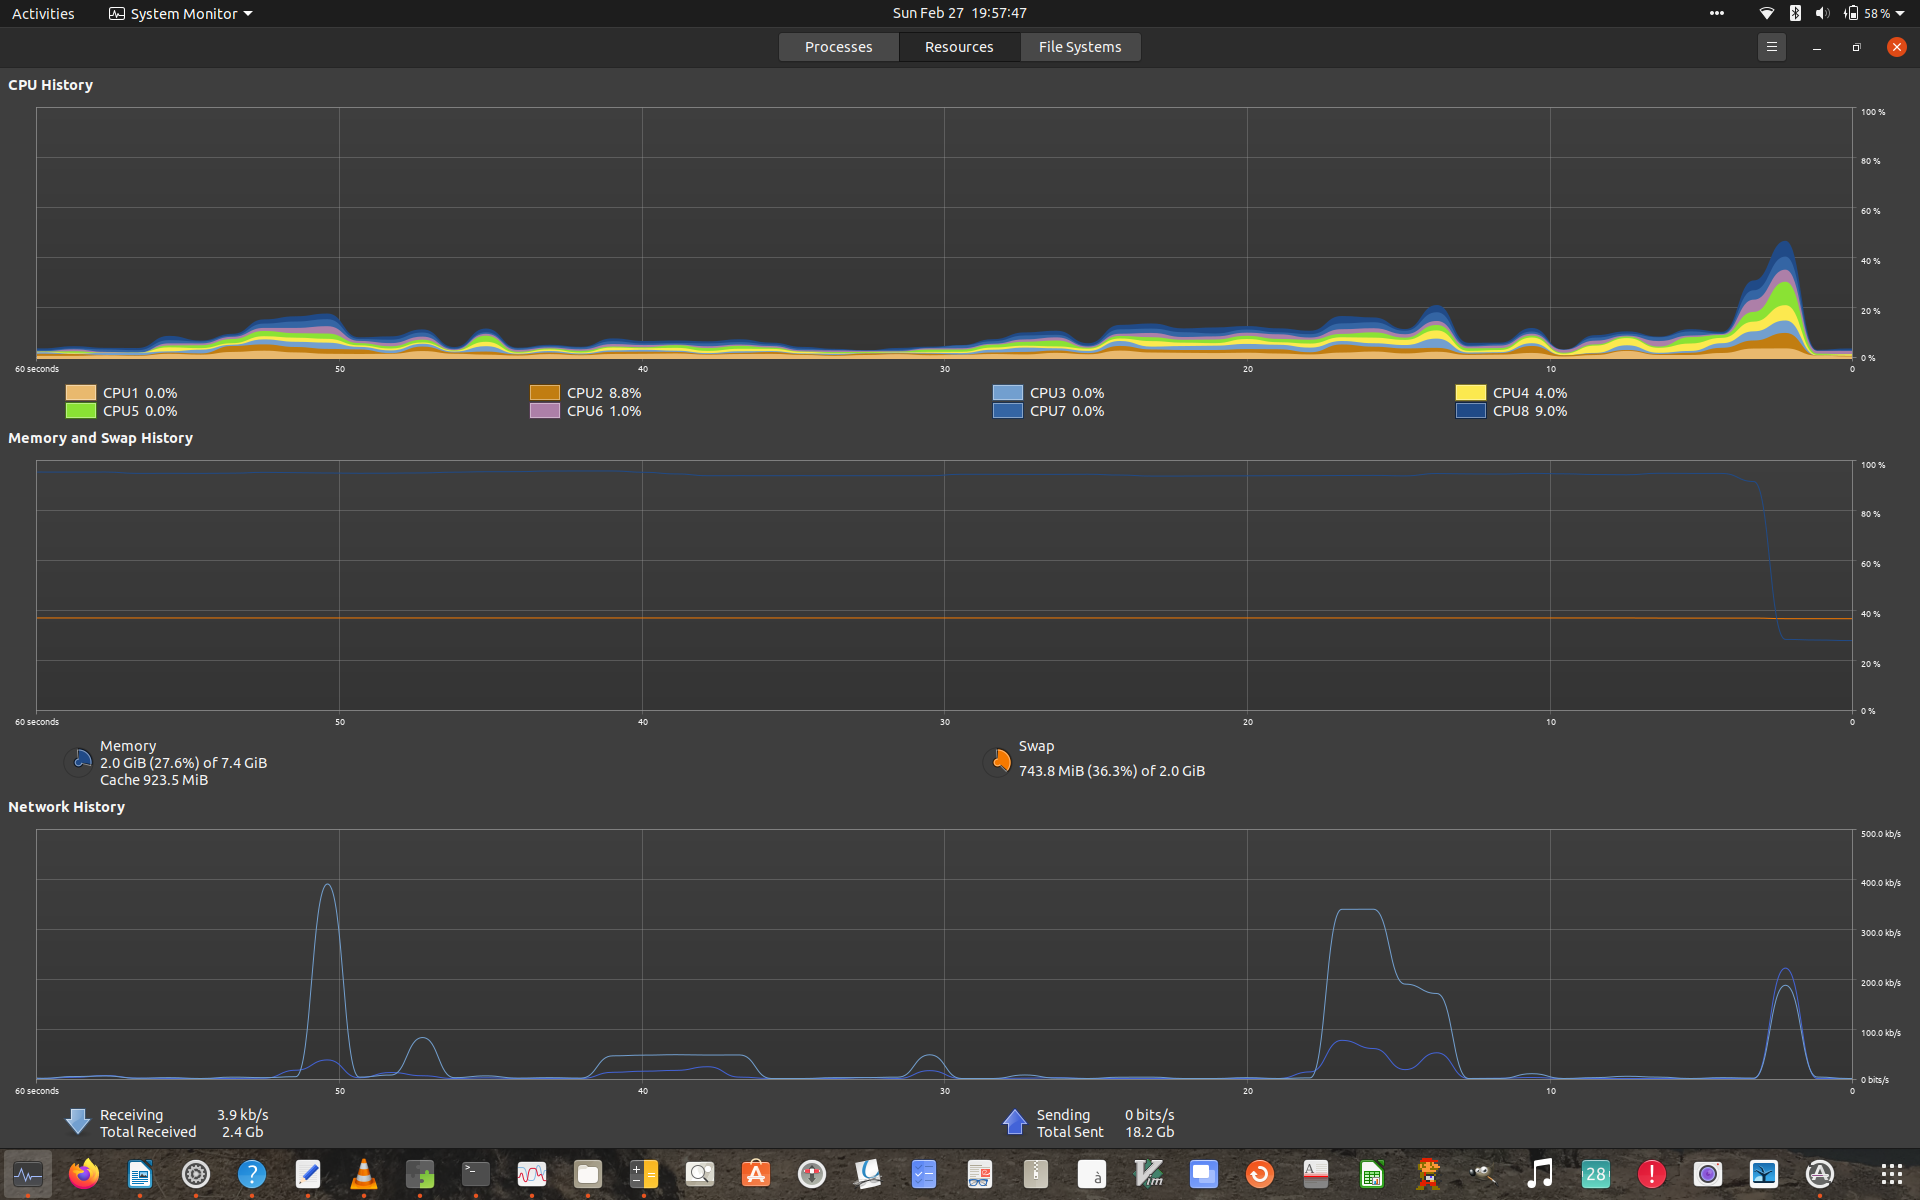 Activities System Monitor Sun Feb 27 19:57:47 58 %
Processes Resources File Systems
CPU History
100 %
80 %
60 %
40 %
20 %
0 %
60 seconds 50 40 30 20 10 0
CPU1 0.0% CPU2 8.8% CPU3 0.0% CPU4 4.0%
CPU5 0.0% CPU6 1.0% CPU7 0.0% CPU8 9.0%
Memory and Swap History
100 %
80 %
60 %
40 %
20 %
0 %
60 seconds 50 40 30 20 10 0
Memory
2.0 GiB (27.6%) of 7.4 GiB
Cache 923.5 MiB
Swap
743.8 MiB (36.3%) of 2.0 GiB
Network History
500.0 kb/s
400.0 kb/s
300.0 kb/s
200.0 kb/s
100.0 kb/s
0 bits/s
60 seconds 50 40 30 20 10 0
Receiving 3.9 kb/s
Total Received 2.4 Gb
Sending 0 bits/s
Total Sent 18.2 Gb
? >_ A à Vim A 28 !